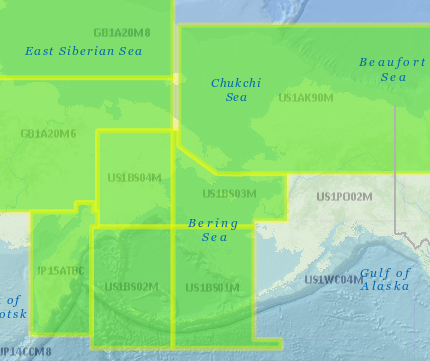 GB1A20M8
East Siberian Sea
Beaufort
Sea
Chukchi
Sea
US1AK90M
GB1A20M6
US1BS04M
US1BS03M
US1PO02M
Bering
Sea
JP15ATBC
US1BS02M
US1BS01M
US1WC04M
Gulf of
Alaska
of
otsk
JP14CCM8